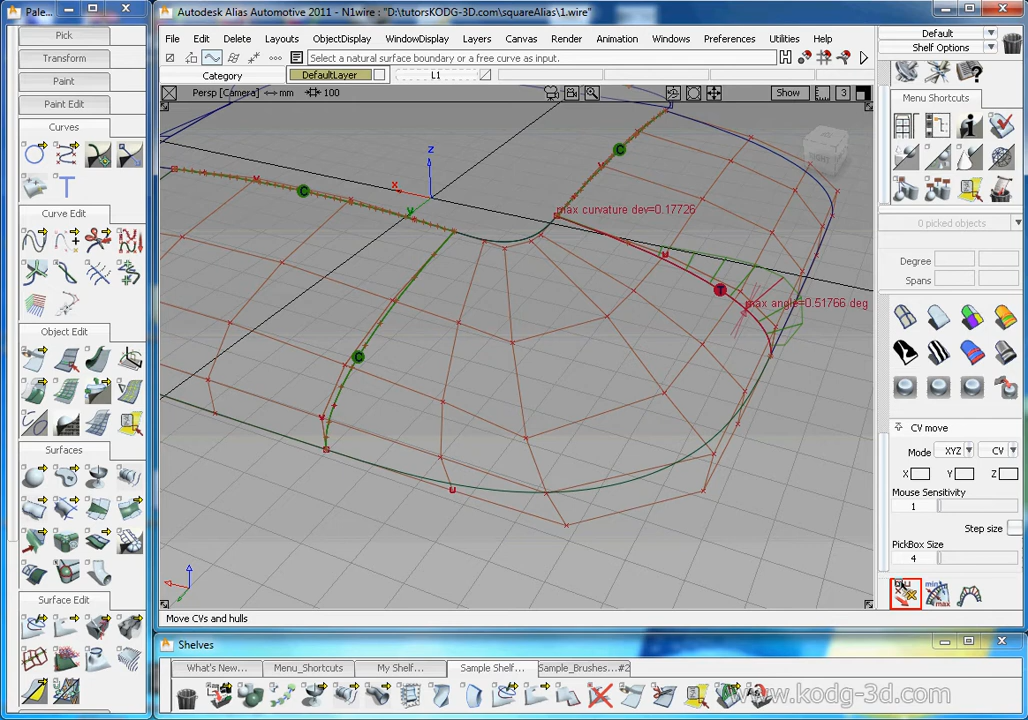 Pale...
Autodesk Alias Automotive 2011 - N1wire : "D:\tutorsKODG-3D.com\squareAlias\1.wire"
File Edit Delete Layouts ObjectDisplay WindowDisplay Layers Canvas Render Animation Windows Preferences Utilities Help
Select a natural surface boundary or a free curve as input.
Category DefaultLayer L1
Persp [Camera] mm 100 Show 3
Pick
Transform
Paint
Paint Edit
Curves
Curve Edit
Object Edit
Surfaces
Surface Edit
z
x
y
C
C
C
T
v
v
v
v
u
u
max curvature dev=0.17726
max angle=0.51766 deg
Move CVs and hulls
Default
Shelf Options
Menu Shortcuts
0 picked objects
Degree
Spans
CV move
Mode XYZ CV
X Y Z
Mouse Sensitivity
1
Step size
PickBox Size
4
Shelves
What's New... Menu_Shortcuts My Shelf... Sample Shelf... Sample_Brushes...#2
www.kodg-3d.com